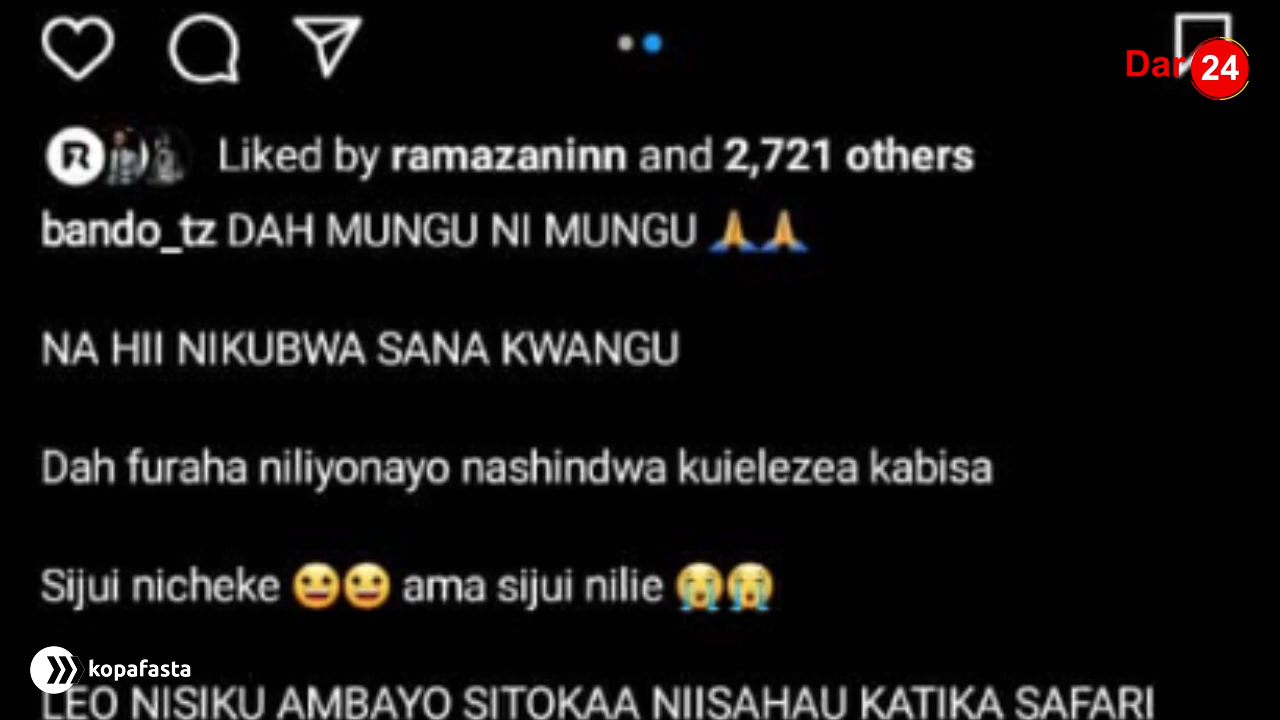 Dar 24
Liked by ramazaninn and 2,721 others
bando_tz DAH MUNGU NI MUNGU 🙏🙏
NA HII NIKUBWA SANA KWANGU
Dah furaha niliyonayo nashindwa kuielezea kabisa
Sijui nicheke 😀😀 ama sijui nilie 😭😭
kopafasta
LEO NISIKU AMBAYO SITOKAA NIISAHAU KATIKA SAFARI